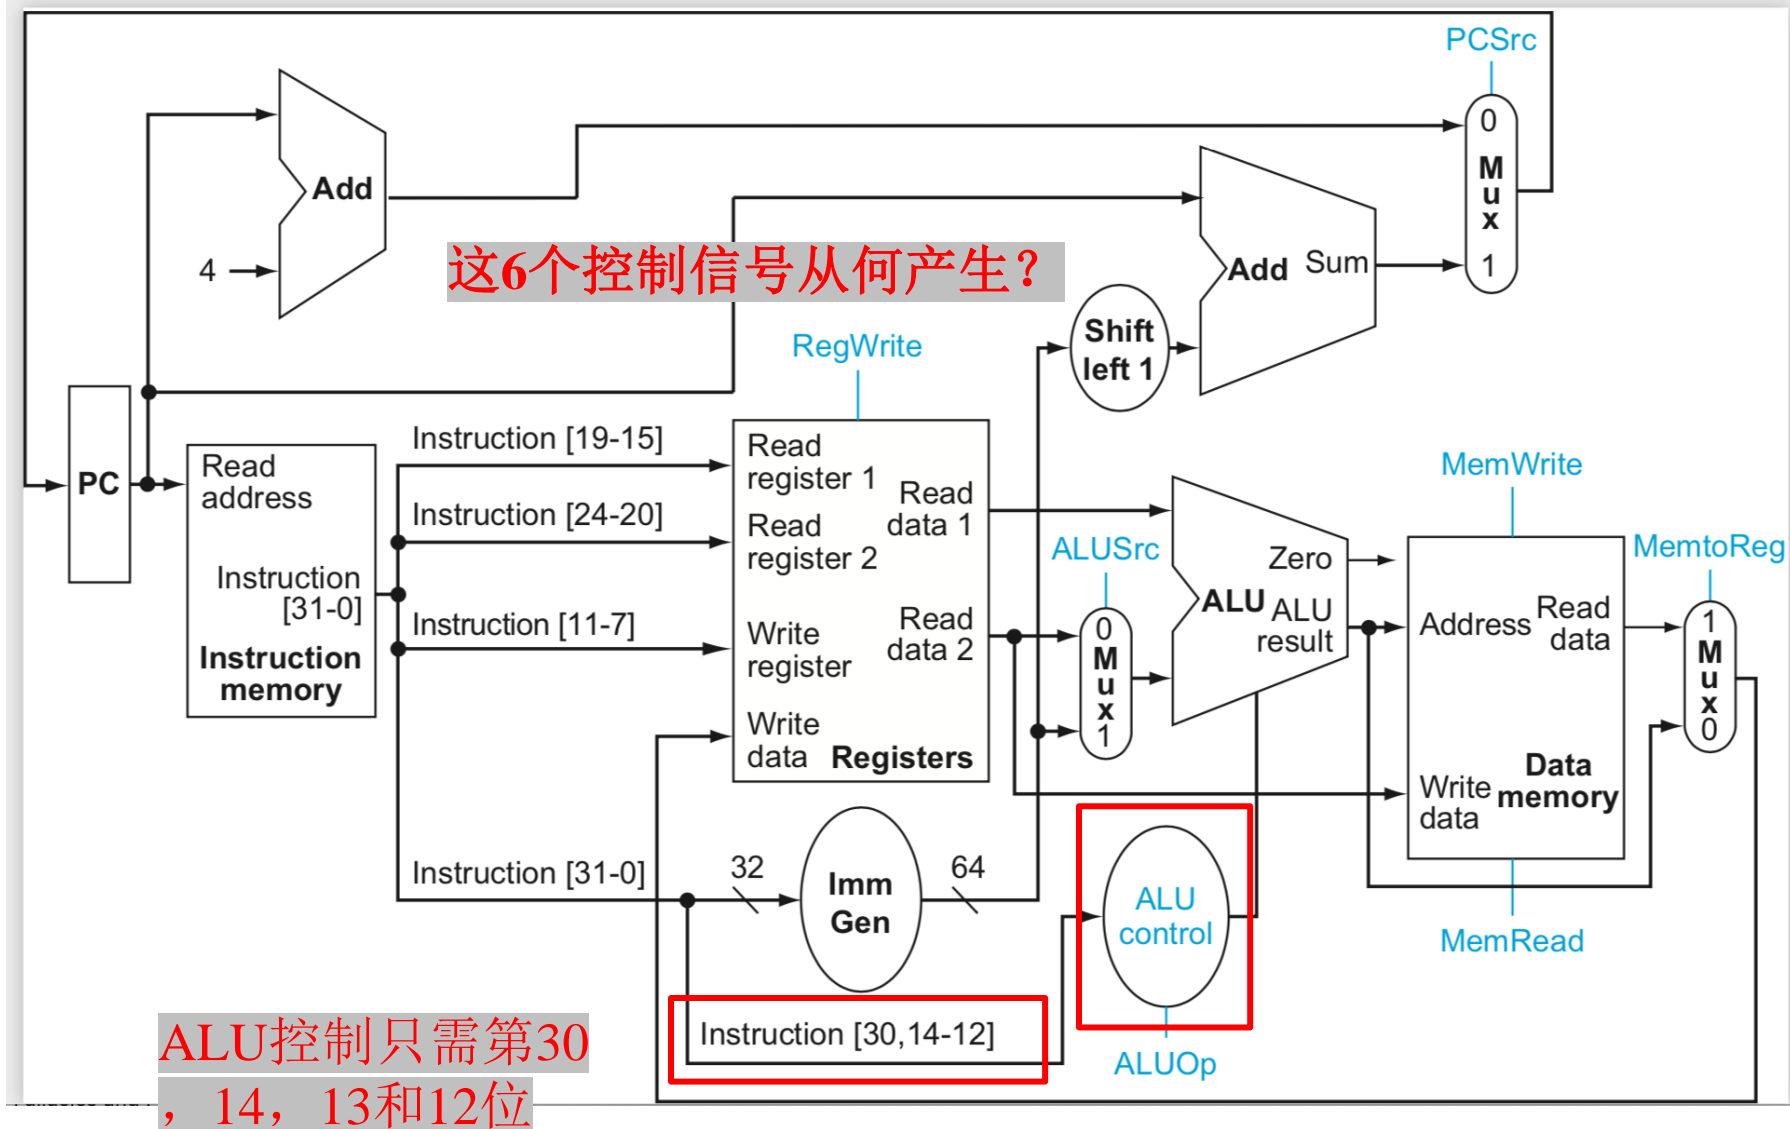 PCSrc
0
M
u
x
1
Add
4
这6个控制信号从何产生？
Add Sum
Shift
left 1
RegWrite
PC
Read
address
Instruction
[31-0]
Instruction
memory
Instruction [19-15]
Instruction [24-20]
Instruction [11-7]
Instruction [31-0]
Read
register 1
Read
data 1
Read
register 2
Write
register
Read
data 2
Write
data
Registers
ALUSrc
0
M
u
x
1
Zero
ALU
ALU
result
MemWrite
Address
Read
data
Write
data
Data
memory
MemRead
MemtoReg
1
M
u
x
0
32
Imm
Gen
64
ALU
control
ALUOp
Instruction [30,14-12]
ALU控制只需第30
，14，13和12位